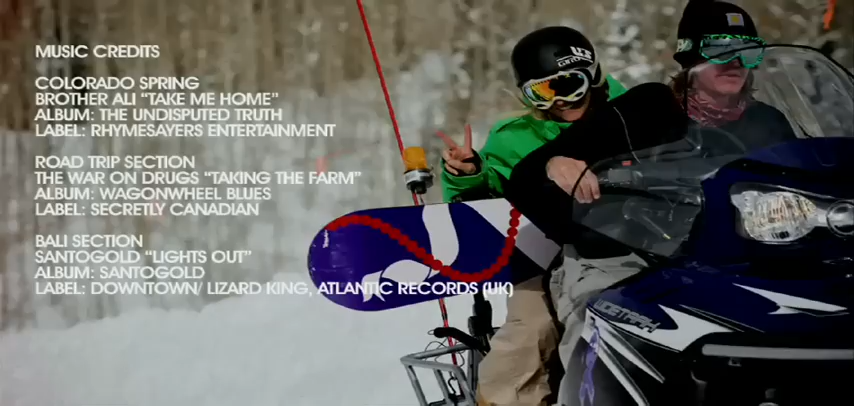 MUSIC CREDITS
COLORADO SPRING
BROTHER ALI "TAKE ME HOME"
ALBUM: THE UNDISPUTED TRUTH
LABEL: RHYMESAYERS ENTERTAINMENT
ROAD TRIP SECTION
THE WAR ON DRUGS "TAKING THE FARM"
ALBUM: WAGONWHEEL BLUES
LABEL: SECRETLY CANADIAN
BALI SECTION
SANTOGOLD "LIGHTS OUT"
ALBUM: SANTOGOLD
LABEL: DOWNTOWN/ LIZARD KING, ATLANTIC RECORDS (UK)